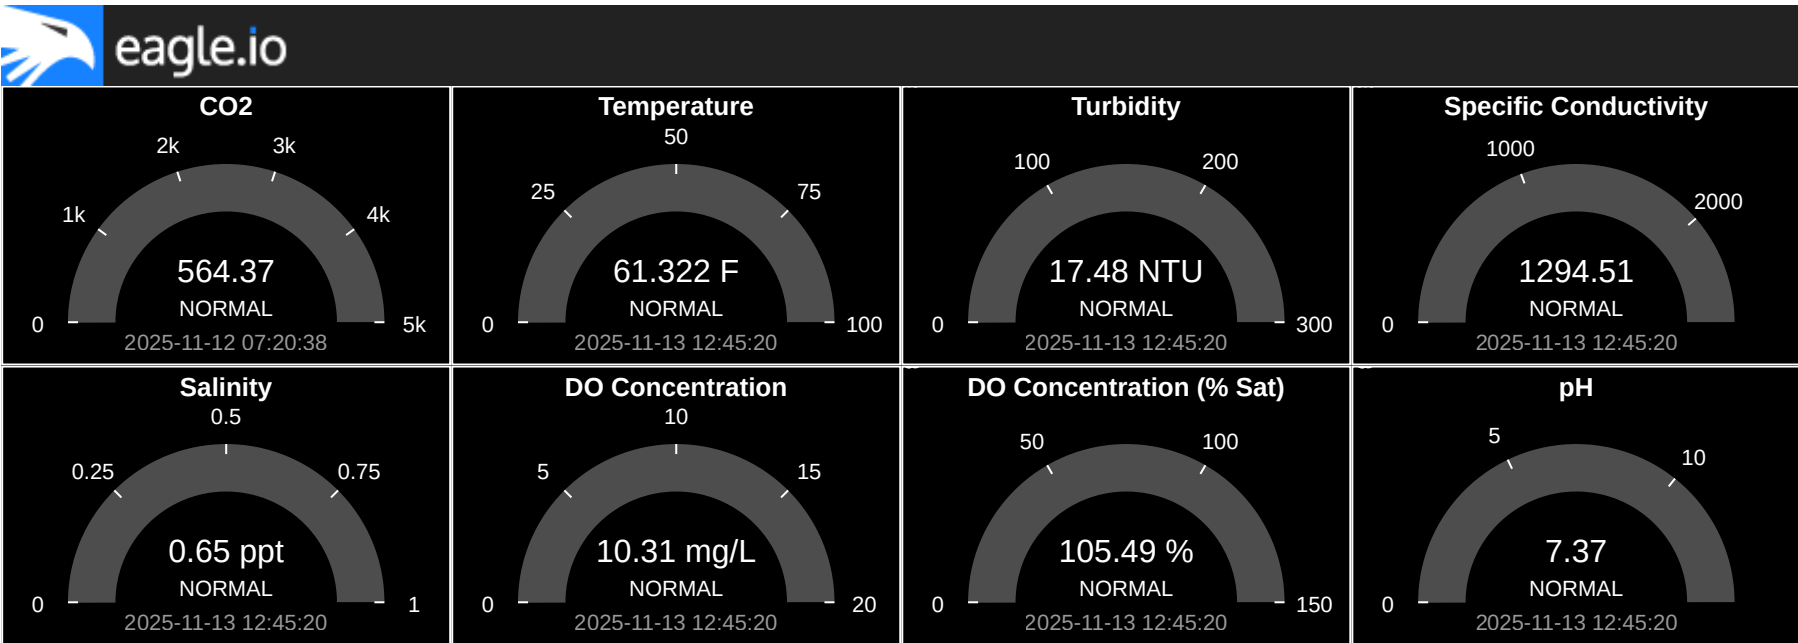 eagle.io
CO2
2k
3k
1k
4k
564.37
NORMAL
0
5k
2025-11-12 07:20:38
Temperature
50
25
75
61.322 F
NORMAL
0
100
2025-11-13 12:45:20
Turbidity
100
200
17.48 NTU
NORMAL
0
300
2025-11-13 12:45:20
Specific Conductivity
1000
2000
1294.51
NORMAL
0
2025-11-13 12:45:20
Salinity
0.5
0.25
0.75
0.65 ppt
NORMAL
0
1
2025-11-13 12:45:20
DO Concentration
10
5
15
10.31 mg/L
NORMAL
0
20
2025-11-13 12:45:20
DO Concentration (% Sat)
50
100
105.49 %
NORMAL
0
150
2025-11-13 12:45:20
pH
5
10
7.37
NORMAL
0
2025-11-13 12:45:20